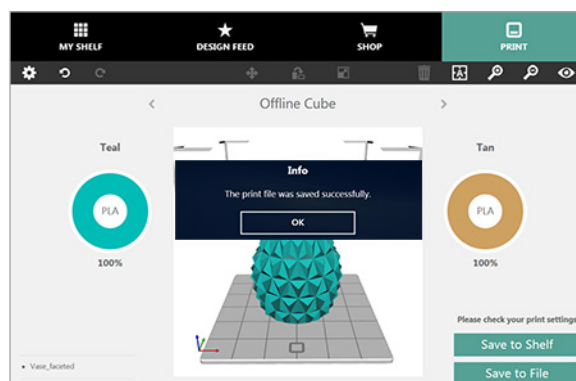 MY SHELF
DESIGN FEED
SHOP
PRINT
A
Offline Cube
Teal
Tan
PLA
PLA
100%
100%
Info
The print file was saved successfully.
OK
Please check your print settings
Save to Shelf
Save to File
• Vase_faceted